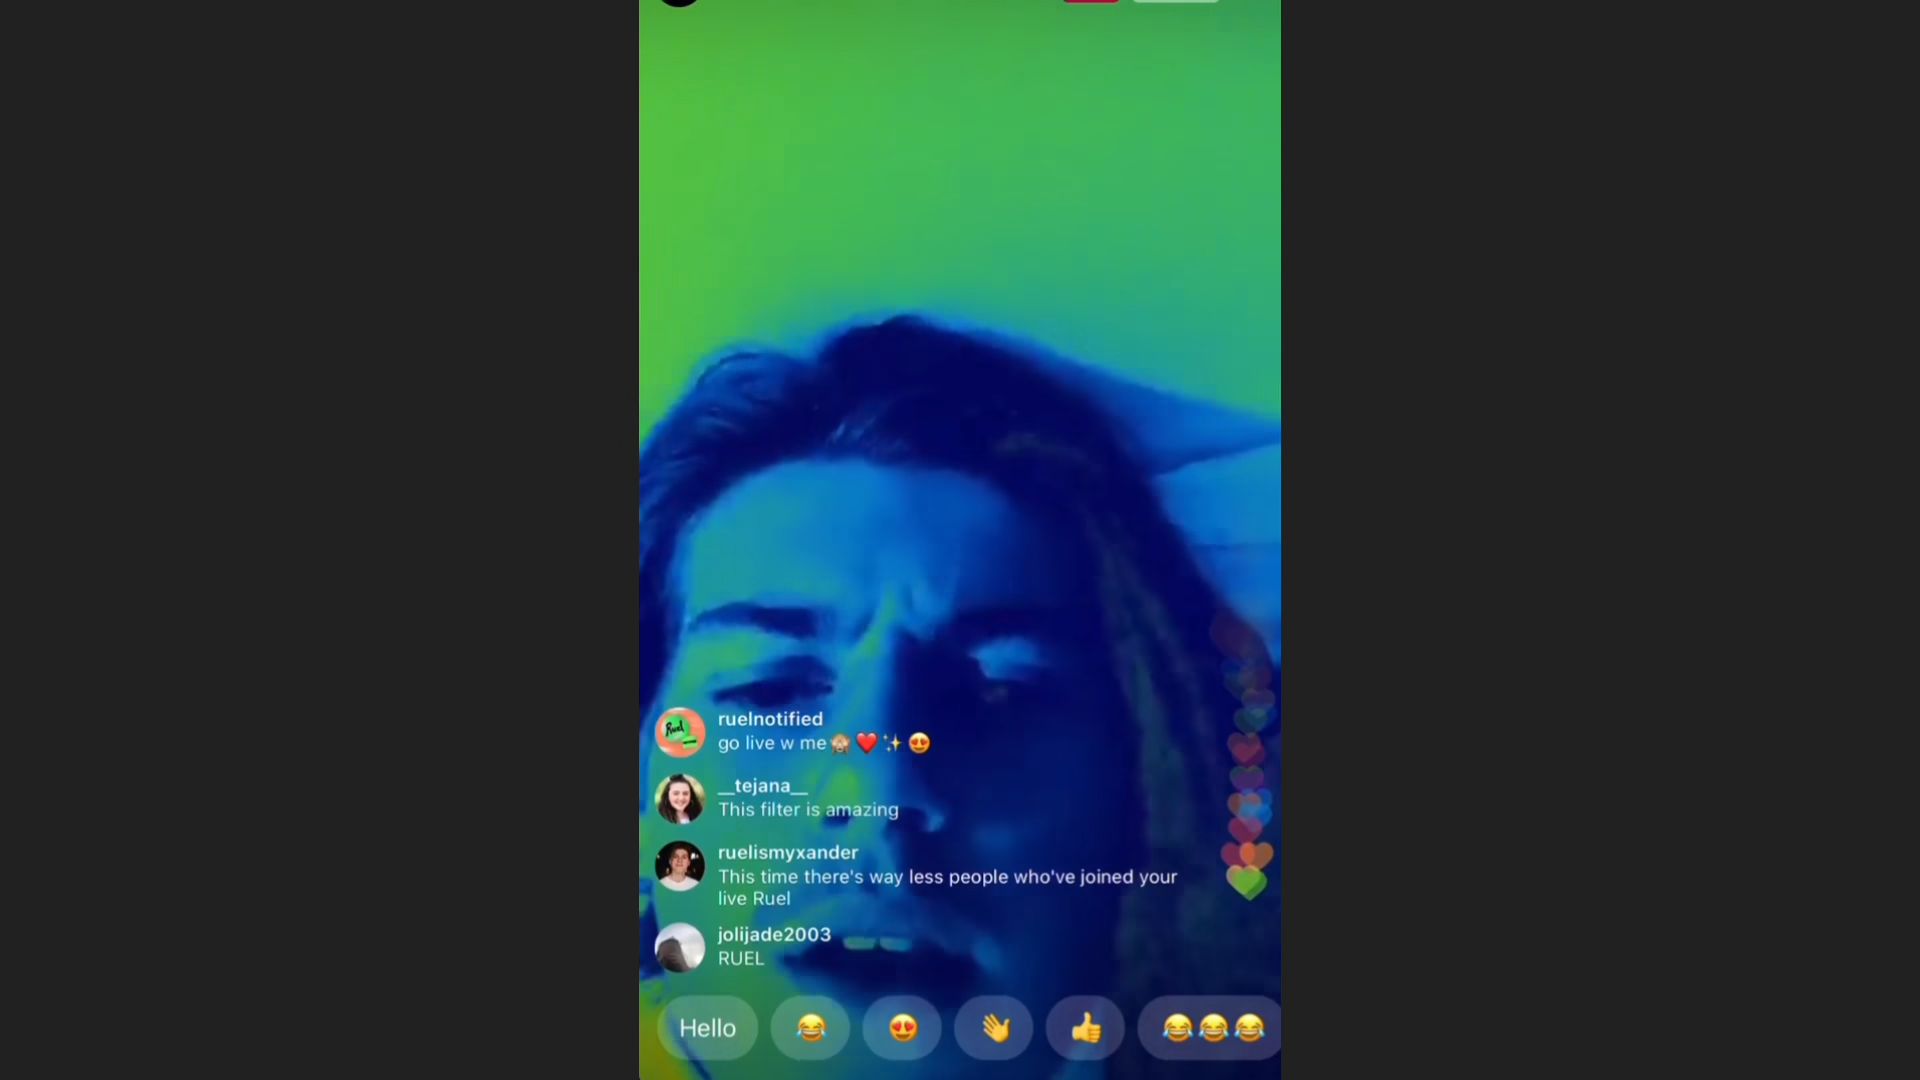 Ruel
ruelnotified
go live w me🙈❤️✨😍
__tejana__
This filter is amazing
ruelismyxander
This time there's way less people who've joined your
live Ruel
jolijade2003
RUEL
Hello 😂 😍 👋 👍 😂😂😂